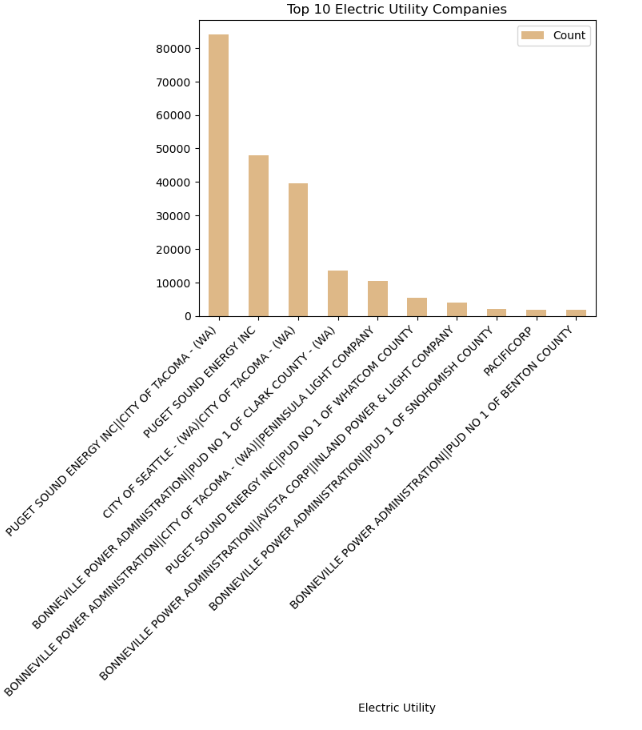 Top 10 Electric Utility Companies
Count
80000
70000
60000
50000
40000
30000
20000
10000
0
PUGET SOUND ENERGY INC||CITY OF TACOMA - (WA)
PUGET SOUND ENERGY INC
CITY OF SEATTLE - (WA)|CITY OF TACOMA - (WA)
BONNEVILLE POWER ADMINISTRATION||PUD NO 1 OF CLARK COUNTY - (WA)
BONNEVILLE POWER ADMINISTRATION||CITY OF TACOMA - (WA)||PENINSULA LIGHT COMPANY
PUGET SOUND ENERGY INC||PUD NO 1 OF WHATCOM COUNTY
BONNEVILLE POWER ADMINISTRATION||AVISTA CORP||INLAND POWER & LIGHT COMPANY
BONNEVILLE POWER ADMINISTRATION||PUD 1 OF SNOHOMISH COUNTY
PACIFICORP
BONNEVILLE POWER ADMINISTRATION||PUD NO 1 OF BENTON COUNTY
Electric Utility